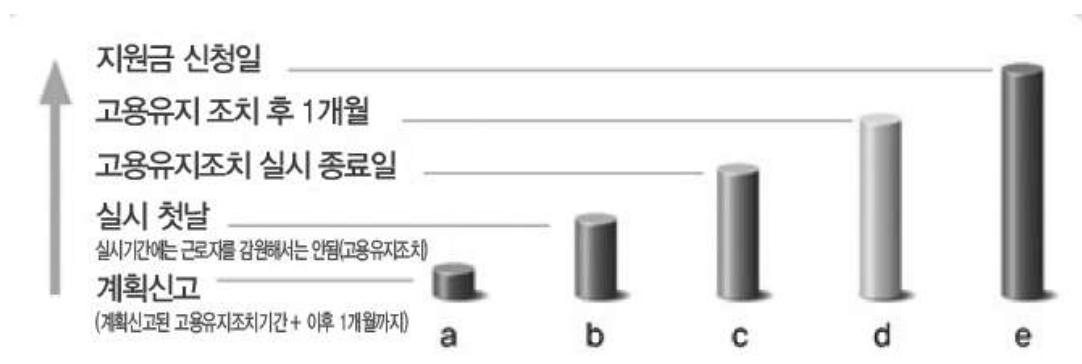 지원금 신청일
고용유지 조치 후 1개월
고용유지조치 실시 종료일
실시 첫날
실시기간에는 근로자를 감원해서는 안됨(고용유지조치)
계획신고
(계획신고된 고용유지조치기간 + 이후 1개월까지)
a b c d e